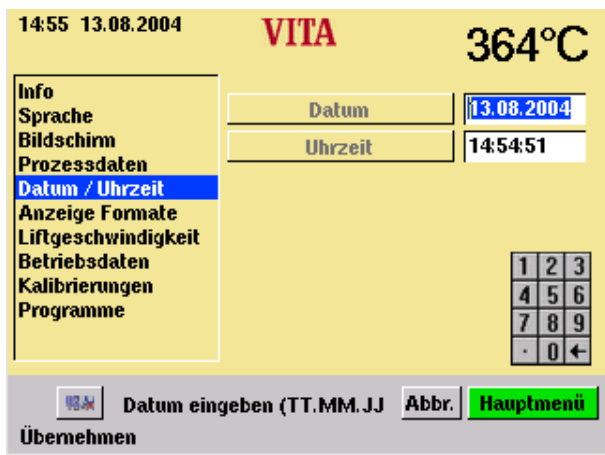 14:55 13.08.2004
VITA
364°C
Info
Sprache
Bildschirm
Prozessdaten
Datum / Uhrzeit
Anzeige Formate
Liftgeschwindigkeit
Betriebsdaten
Kalibrierungen
Programme
Datum 13.08.2004
Uhrzeit 14:54:51
1 2 3
4 5 6
7 8 9
. 0 ←
Datum eingeben (TT.MM.JJ Abbr. Hauptmenü
Übernehmen